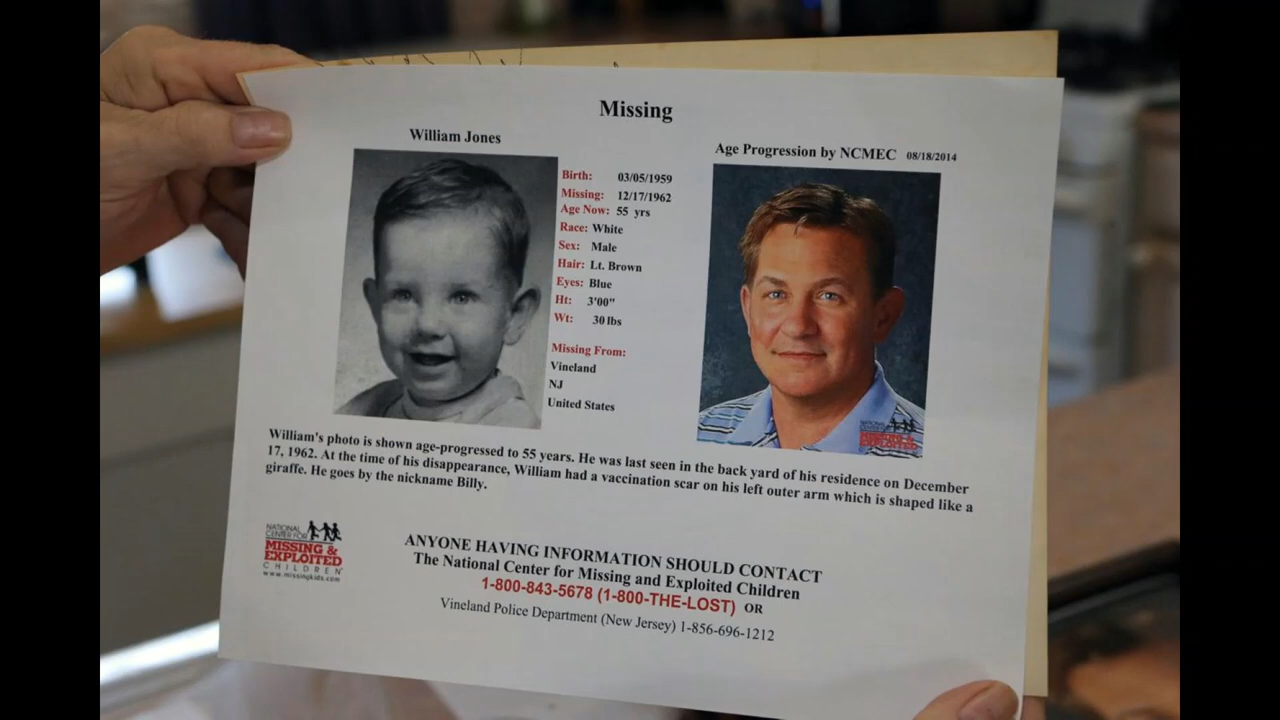 Missing
William Jones
Age Progression by NCMEC 08/18/2014
Birth: 03/05/1959
Missing: 12/17/1962
Age Now: 55 yrs
Race: White
Sex: Male
Hair: Lt. Brown
Eyes: Blue
Ht: 3'00"
Wt: 30 lbs
Missing From:
Vineland
NJ
United States
NATIONAL
CENTER FOR
MISSING &
EXPLOITED
William's photo is shown age-progressed to 55 years. He was last seen in the back yard of his residence on December
17, 1962. At the time of his disappearance, William had a vaccination scar on his left outer arm which is shaped like a
giraffe. He goes by the nickname Billy.
NATIONAL
CENTER FOR
MISSING &
EXPLOITED
CHILDREN
www.missingkids.com
ANYONE HAVING INFORMATION SHOULD CONTACT
The National Center for Missing and Exploited Children
1-800-843-5678 (1-800-THE-LOST) OR
Vineland Police Department (New Jersey) 1-856-696-1212